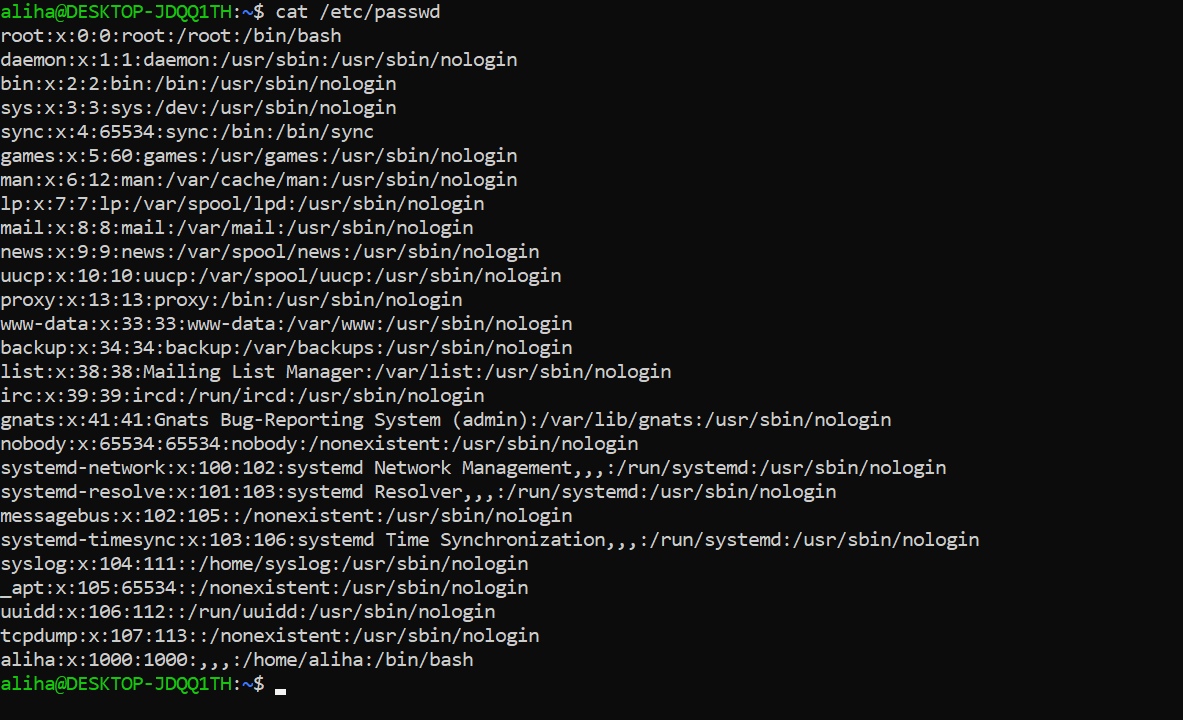 aliha@DESKTOP-JDQQ1TH:~$ cat /etc/passwd
root:x:0:0:root:/root:/bin/bash
daemon:x:1:1:daemon:/usr/sbin:/usr/sbin/nologin
bin:x:2:2:bin:/bin:/usr/sbin/nologin
sys:x:3:3:sys:/dev:/usr/sbin/nologin
sync:x:4:65534:sync:/bin:/bin/sync
games:x:5:60:games:/usr/games:/usr/sbin/nologin
man:x:6:12:man:/var/cache/man:/usr/sbin/nologin
lp:x:7:7:lp:/var/spool/lpd:/usr/sbin/nologin
mail:x:8:8:mail:/var/mail:/usr/sbin/nologin
news:x:9:9:news:/var/spool/news:/usr/sbin/nologin
uucp:x:10:10:uucp:/var/spool/uucp:/usr/sbin/nologin
proxy:x:13:13:proxy:/bin:/usr/sbin/nologin
www-data:x:33:33:www-data:/var/www:/usr/sbin/nologin
backup:x:34:34:backup:/var/backups:/usr/sbin/nologin
list:x:38:38:Mailing List Manager:/var/list:/usr/sbin/nologin
irc:x:39:39:ircd:/run/ircd:/usr/sbin/nologin
gnats:x:41:41:Gnats Bug-Reporting System (admin):/var/lib/gnats:/usr/sbin/nologin
nobody:x:65534:65534:nobody:/nonexistent:/usr/sbin/nologin
systemd-network:x:100:102:systemd Network Management,,,:/run/systemd:/usr/sbin/nologin
systemd-resolve:x:101:103:systemd Resolver,,,:/run/systemd:/usr/sbin/nologin
messagebus:x:102:105::/nonexistent:/usr/sbin/nologin
systemd-timesync:x:103:106:systemd Time Synchronization,,,:/run/systemd:/usr/sbin/nologin
syslog:x:104:111::/home/syslog:/usr/sbin/nologin
_apt:x:105:65534::/nonexistent:/usr/sbin/nologin
uuidd:x:106:112::/run/uuidd:/usr/sbin/nologin
tcpdump:x:107:113::/nonexistent:/usr/sbin/nologin
aliha:x:1000:1000:,,,:/home/aliha:/bin/bash
aliha@DESKTOP-JDQQ1TH:~$